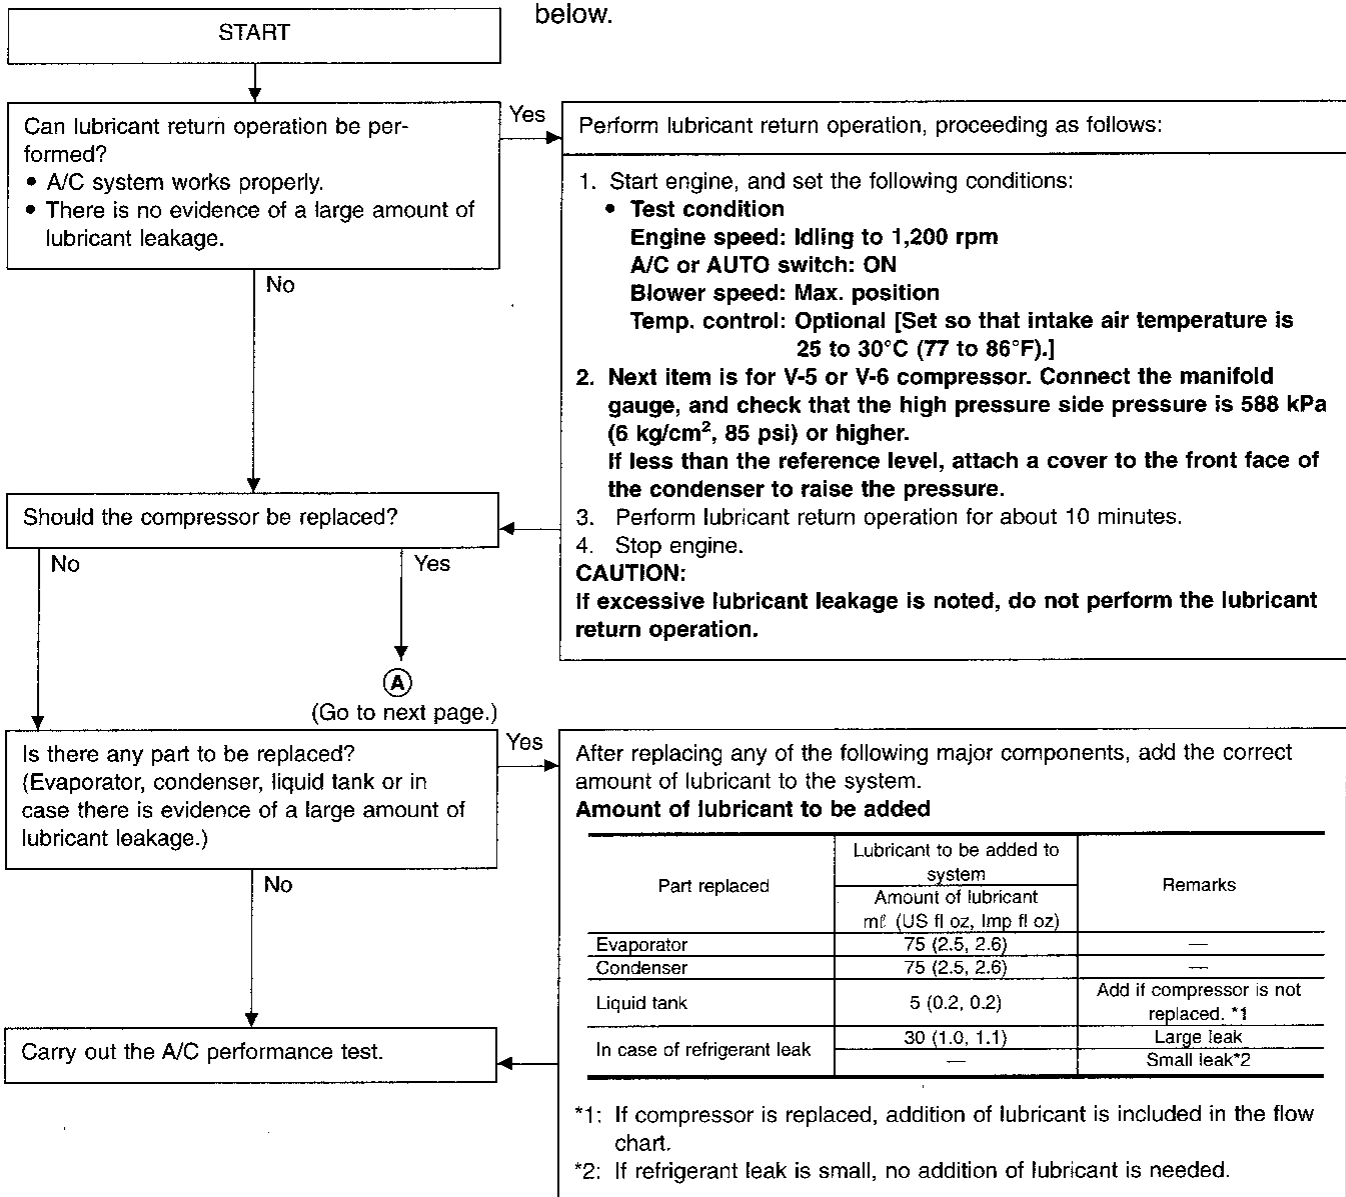 below.
START
Can lubricant return operation be per-
formed?
• A/C system works properly.
• There is no evidence of a large amount of
lubricant leakage.
Yes
No
Perform lubricant return operation, proceeding as follows:
1. Start engine, and set the following conditions:
• Test condition
Engine speed: Idling to 1,200 rpm
A/C or AUTO switch: ON
Blower speed: Max. position
Temp. control: Optional [Set so that intake air temperature is
25 to 30°C (77 to 86°F).]
2. Next item is for V-5 or V-6 compressor. Connect the manifold
gauge, and check that the high pressure side pressure is 588 kPa
(6 kg/cm², 85 psi) or higher.
If less than the reference level, attach a cover to the front face of
the condenser to raise the pressure.
3. Perform lubricant return operation for about 10 minutes.
4. Stop engine.
CAUTION:
If excessive lubricant leakage is noted, do not perform the lubricant
return operation.
Should the compressor be replaced?
No
Yes
A
(Go to next page.)
Is there any part to be replaced?
(Evaporator, condenser, liquid tank or in
case there is evidence of a large amount of
lubricant leakage.)
Yes
No
After replacing any of the following major components, add the correct
amount of lubricant to the system.
Amount of lubricant to be added
Part replaced
Lubricant to be added to
system
Amount of lubricant
mℓ (US fl oz, Imp fl oz)
Remarks
Evaporator 75 (2.5, 2.6) —
Condenser 75 (2.5, 2.6) —
Liquid tank 5 (0.2, 0.2) Add if compressor is not
replaced. *1
In case of refrigerant leak 30 (1.0, 1.1) Large leak
— Small leak*2
*1: If compressor is replaced, addition of lubricant is included in the flow
chart.
*2: If refrigerant leak is small, no addition of lubricant is needed.
Carry out the A/C performance test.